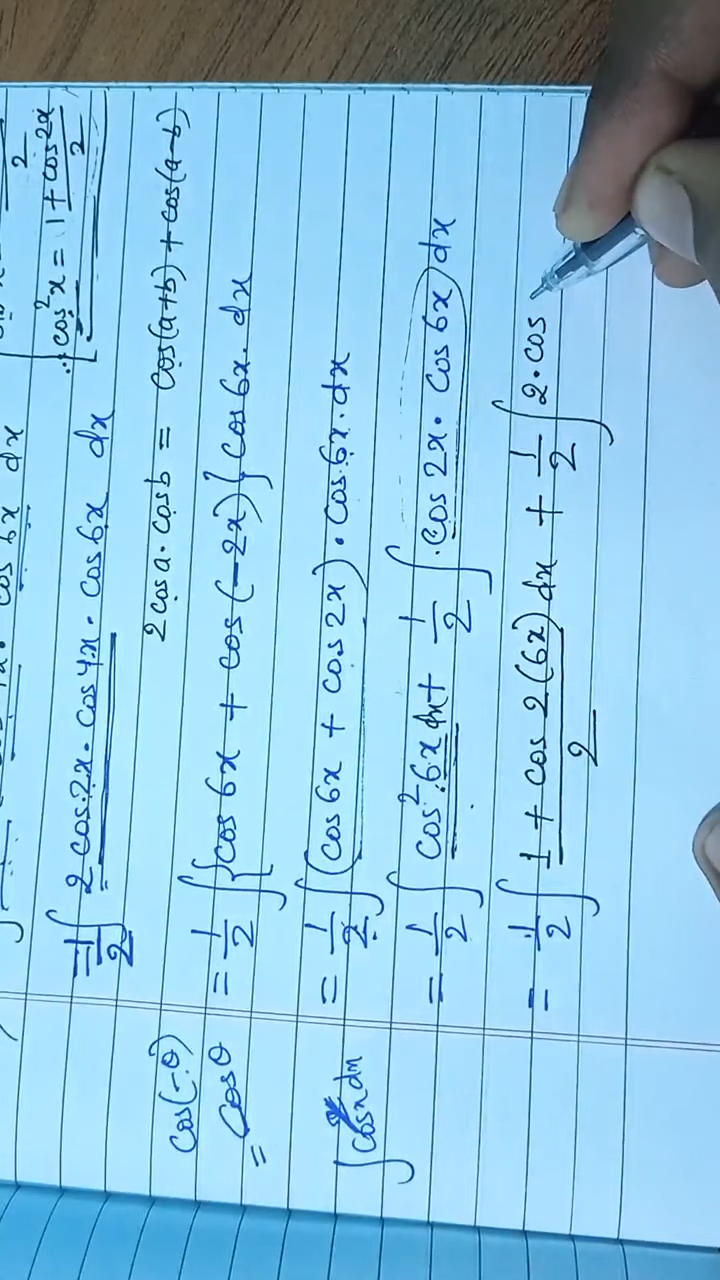 cos 6x dx
= 1/2 ∫ 2 cos 2x · cos 4x · cos 6x dx [∵ cos²x = (1 + cos 2x)/2
2 cos a · cos b = cos(a+b) + cos(a-b)
cos(-θ)
= cos θ
= 1/2 ∫ {cos 6x + cos(-2x)} cos 6x · dx
= 1/2 ∫ (cos 6x + cos 2x) · cos 6x · dx
∫ cos²x dx
= 1/2 ∫ cos² 6x dx + 1/2 ∫ cos 2x · cos 6x dx
= 1/2 ∫ (1 + cos 2(6x))/2 dx + 1/2 ∫ 2 · cos